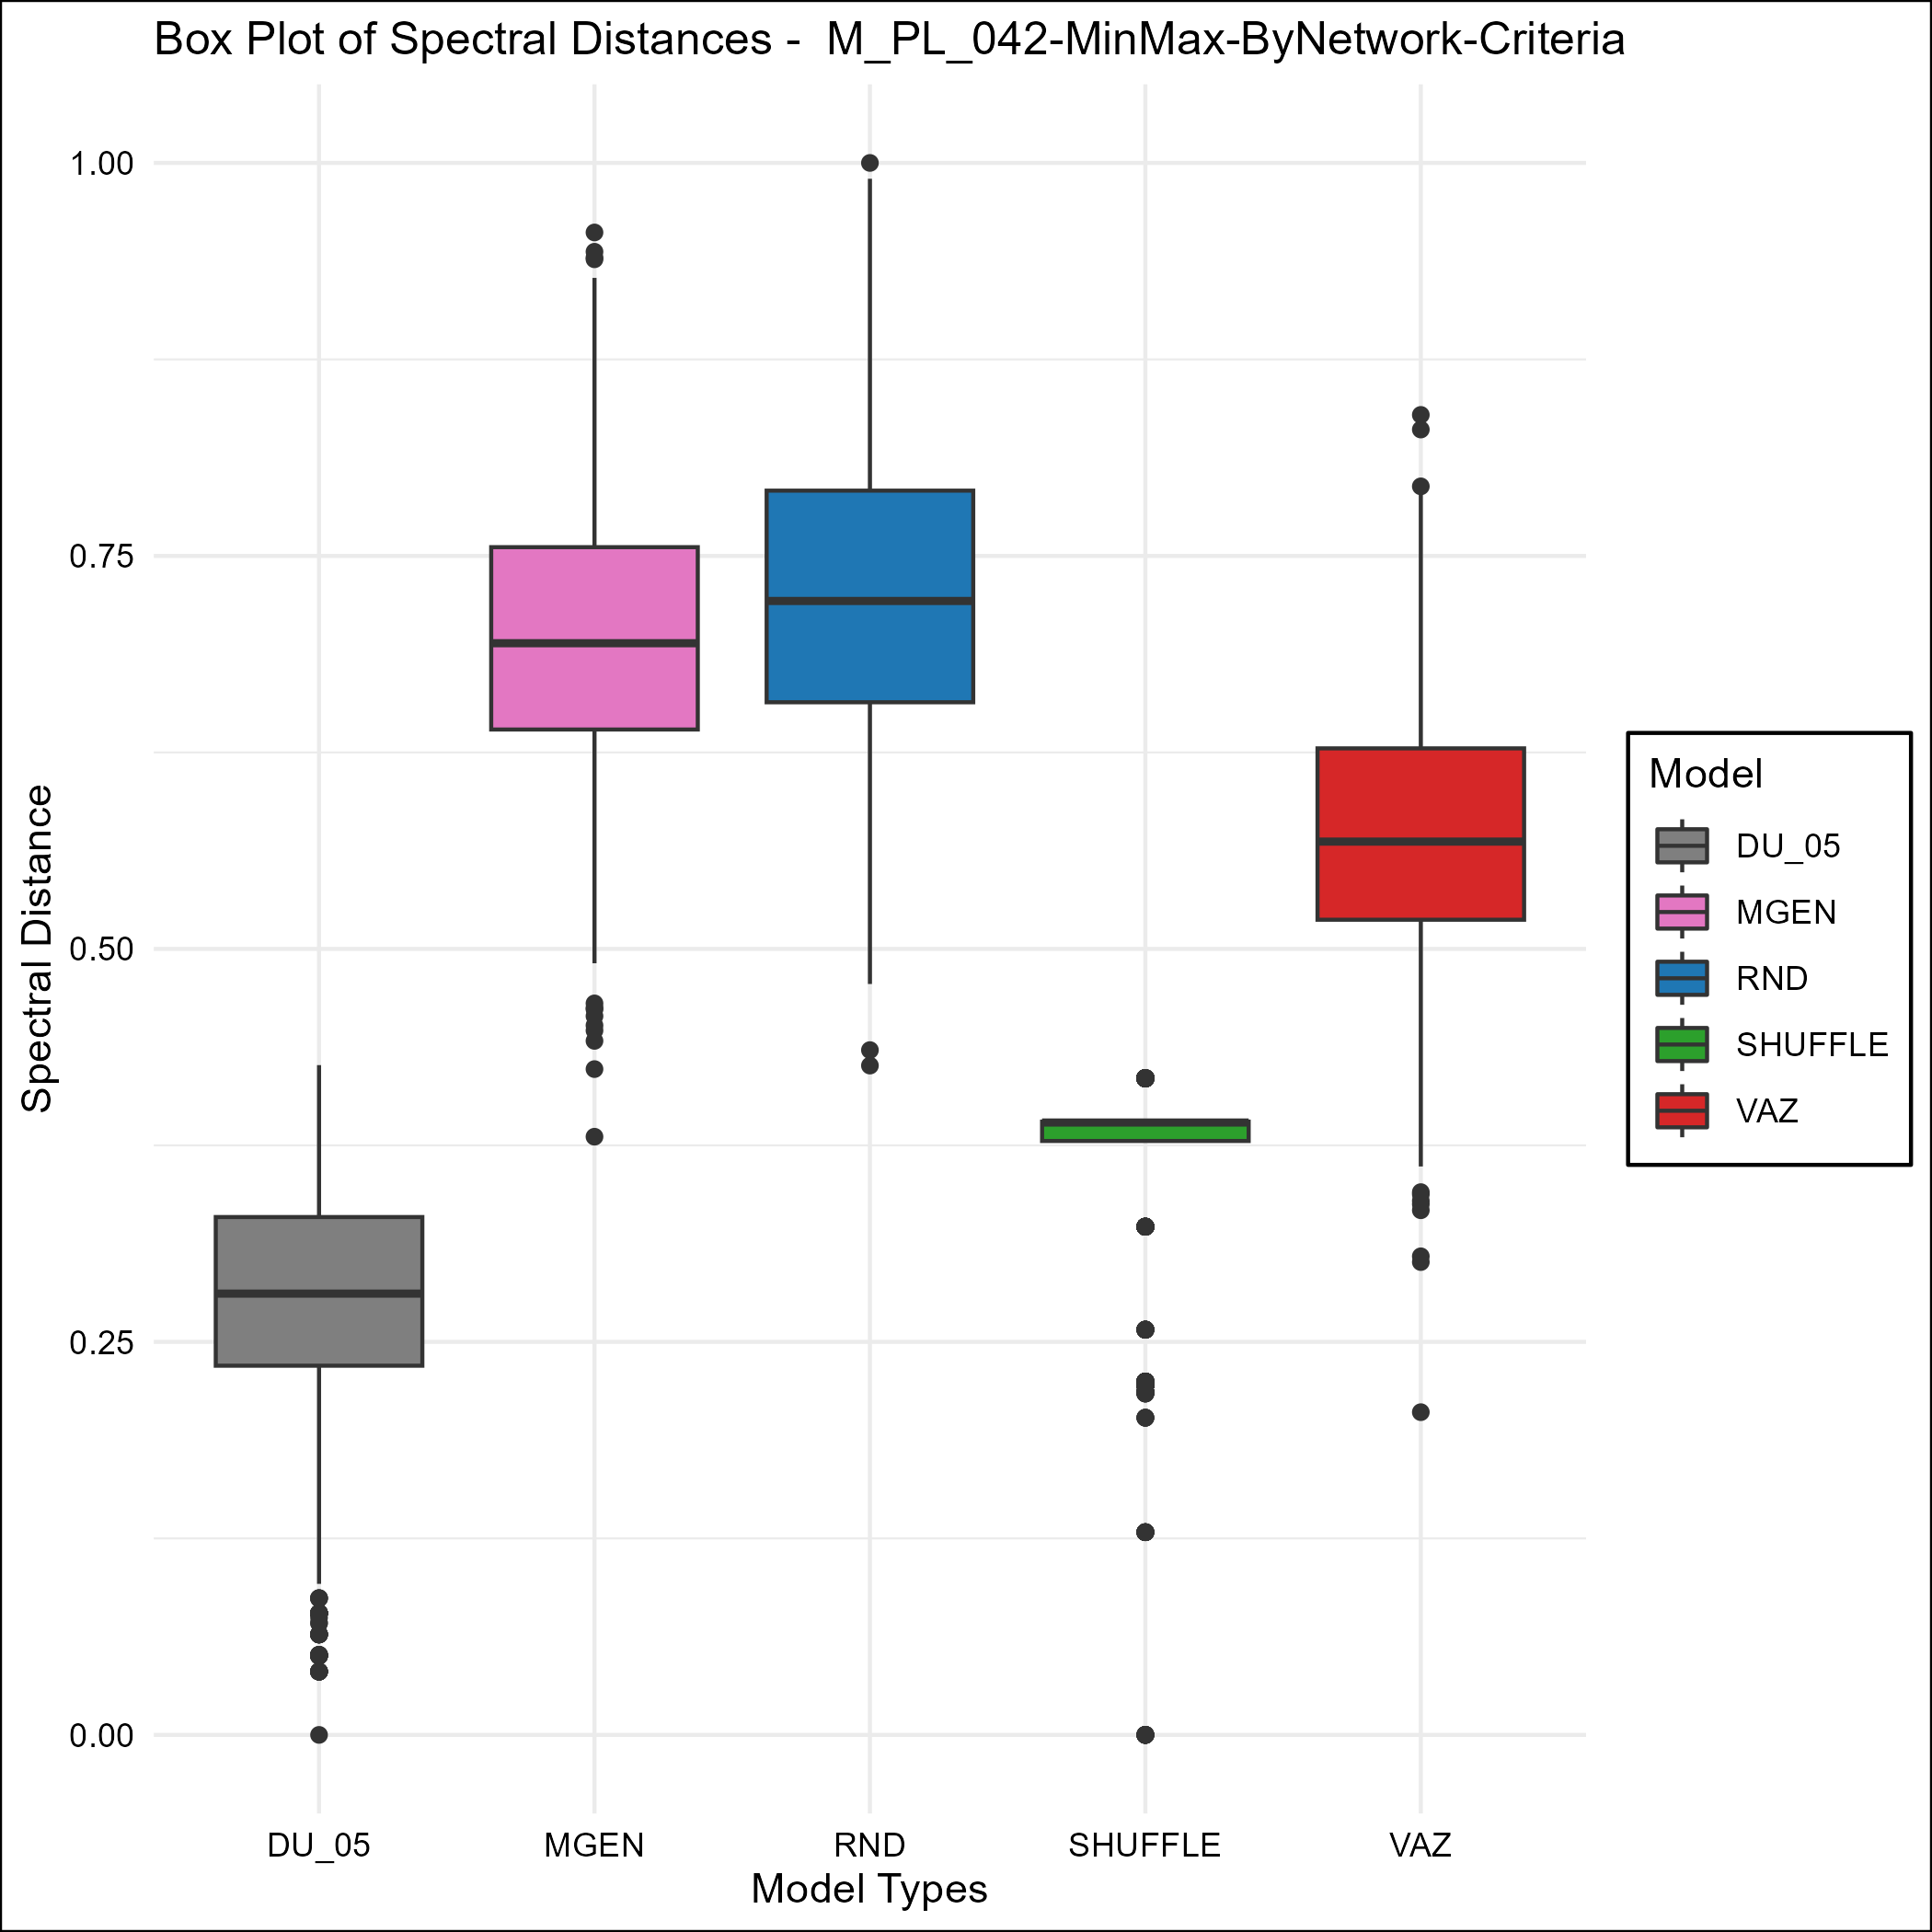 Box Plot of Spectral Distances -  M_PL_042-MinMax-ByNetwork-Criteria
Spectral Distance
1.00
0.75
0.50
0.25
0.00
DU_05 MGEN RND SHUFFLE VAZ
Model Types
Model
DU_05
MGEN
RND
SHUFFLE
VAZ